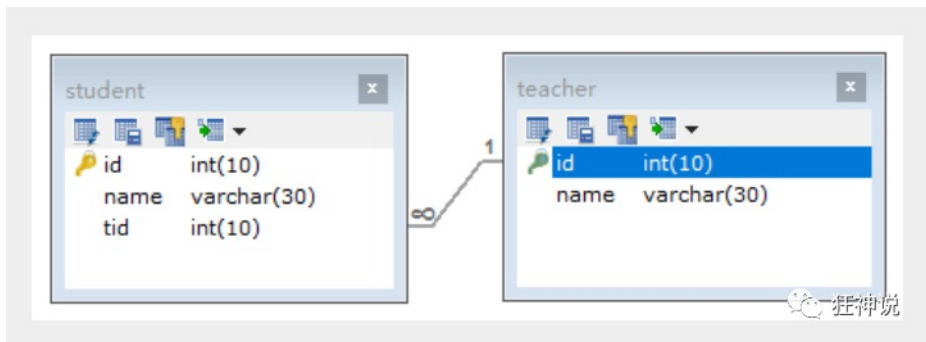 student
id int(10)
name varchar(30)
tid int(10)
∞
1
teacher
id int(10)
name varchar(30)
狂神说